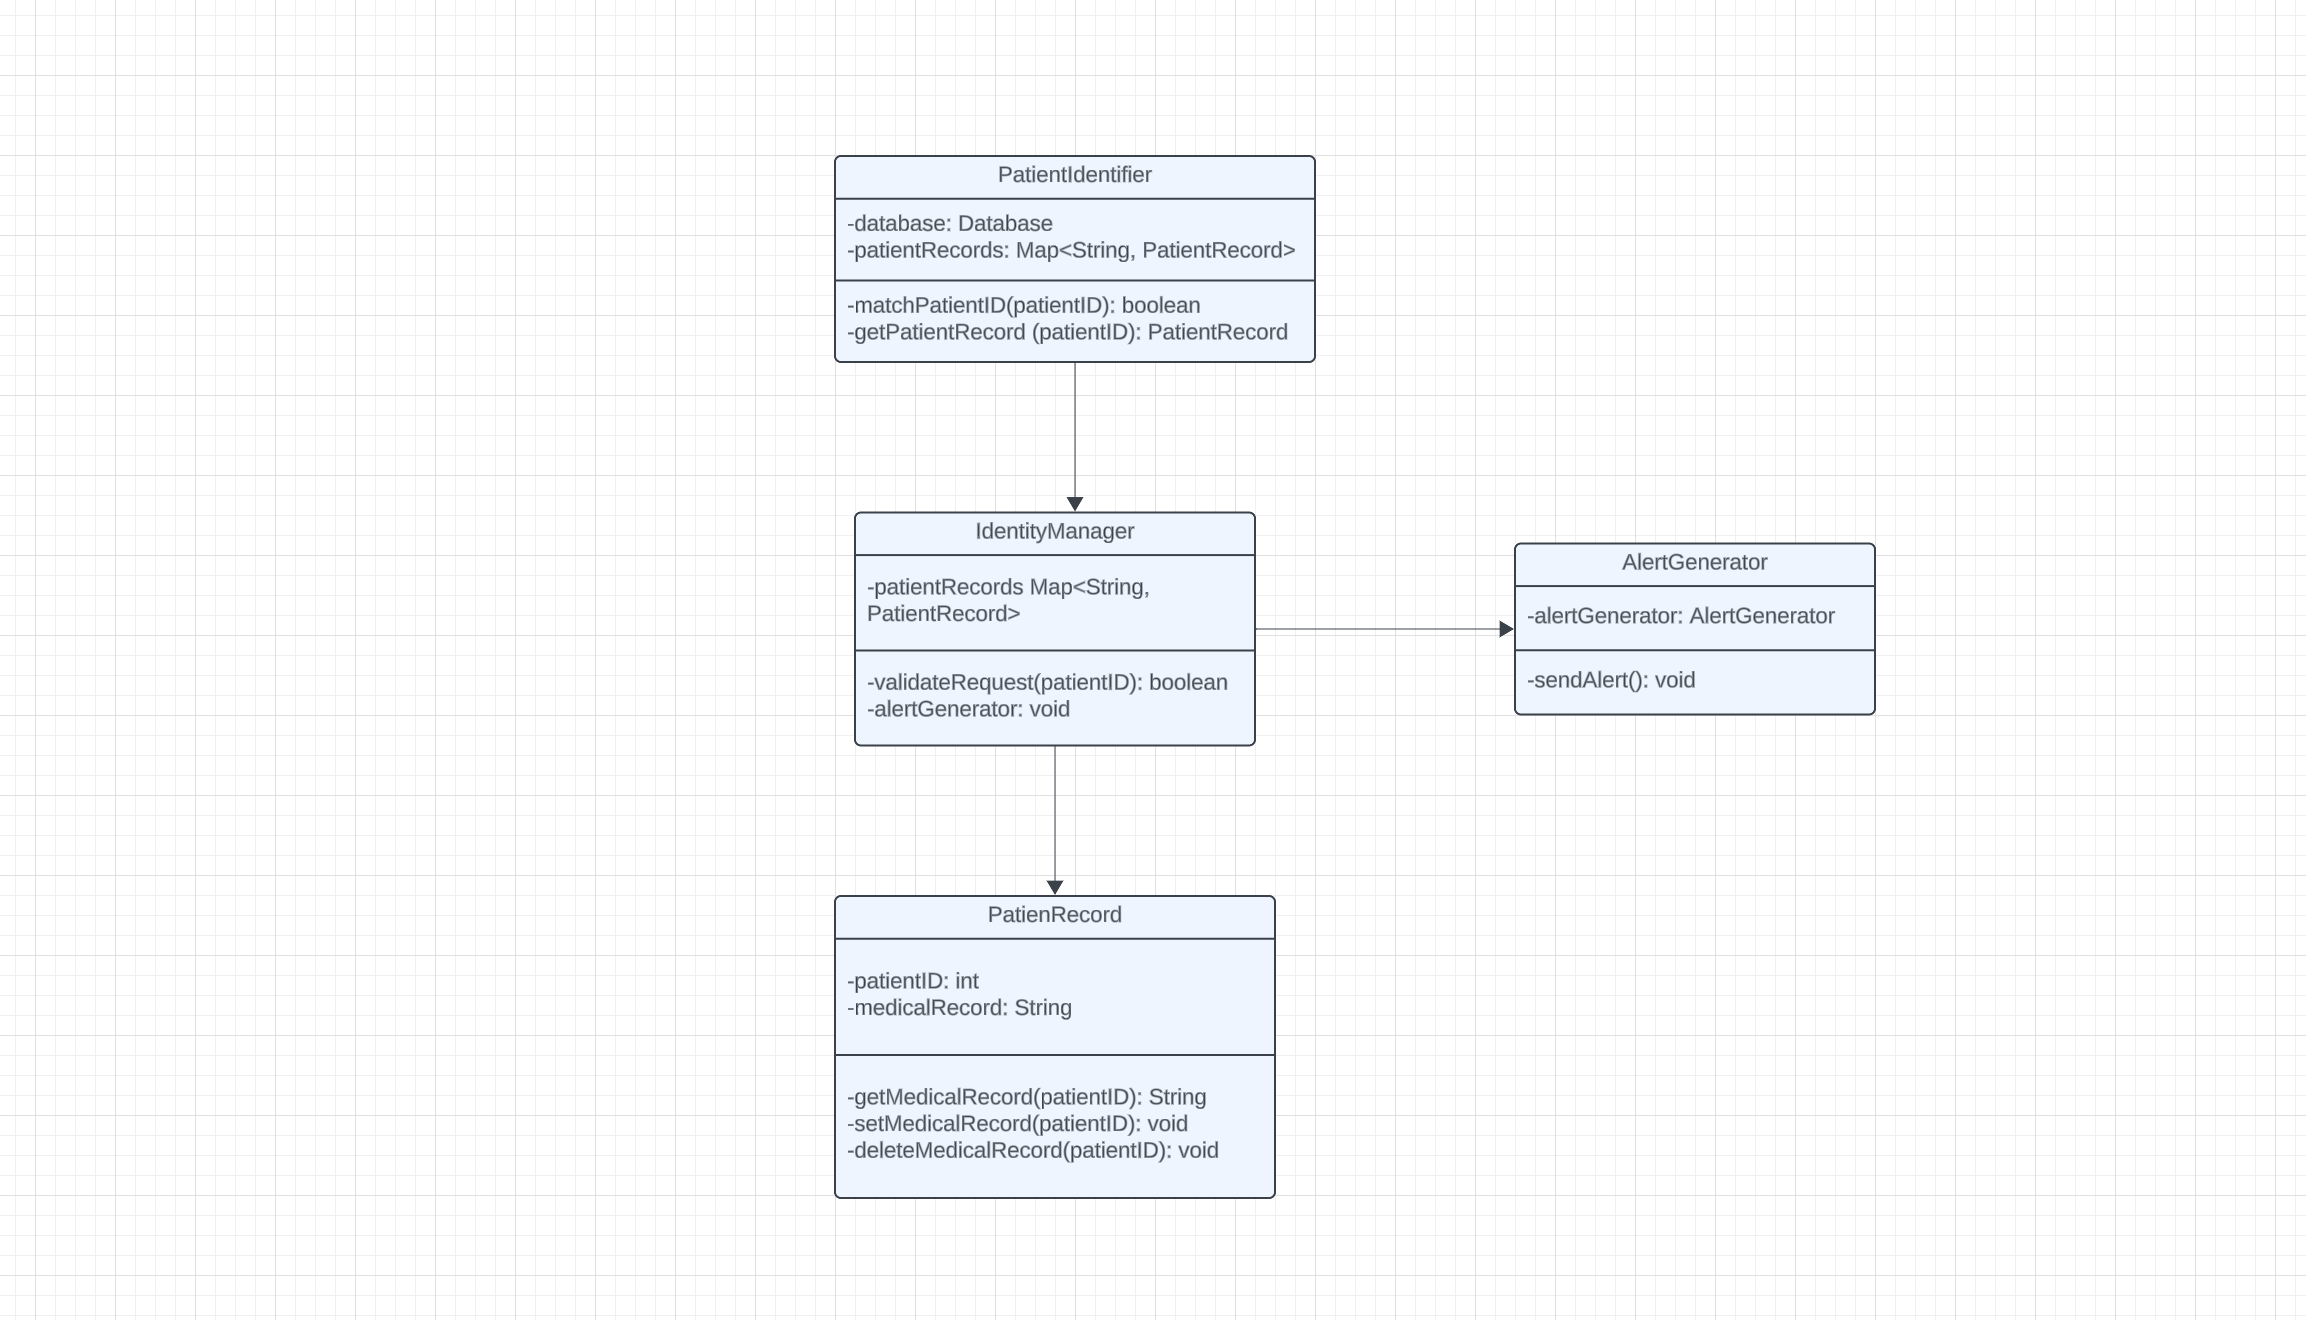 PatientIdentifier
-database: Database
-patientRecords: Map<String, PatientRecord>
-matchPatientID(patientID): boolean
-getPatientRecord (patientID): PatientRecord
IdentityManager
-patientRecords Map<String,
PatientRecord>
-validateRequest(patientID): boolean
-alertGenerator: void
AlertGenerator
-alertGenerator: AlertGenerator
-sendAlert(): void
PatienRecord
-patientID: int
-medicalRecord: String
-getMedicalRecord(patientID): String
-setMedicalRecord(patientID): void
-deleteMedicalRecord(patientID): void